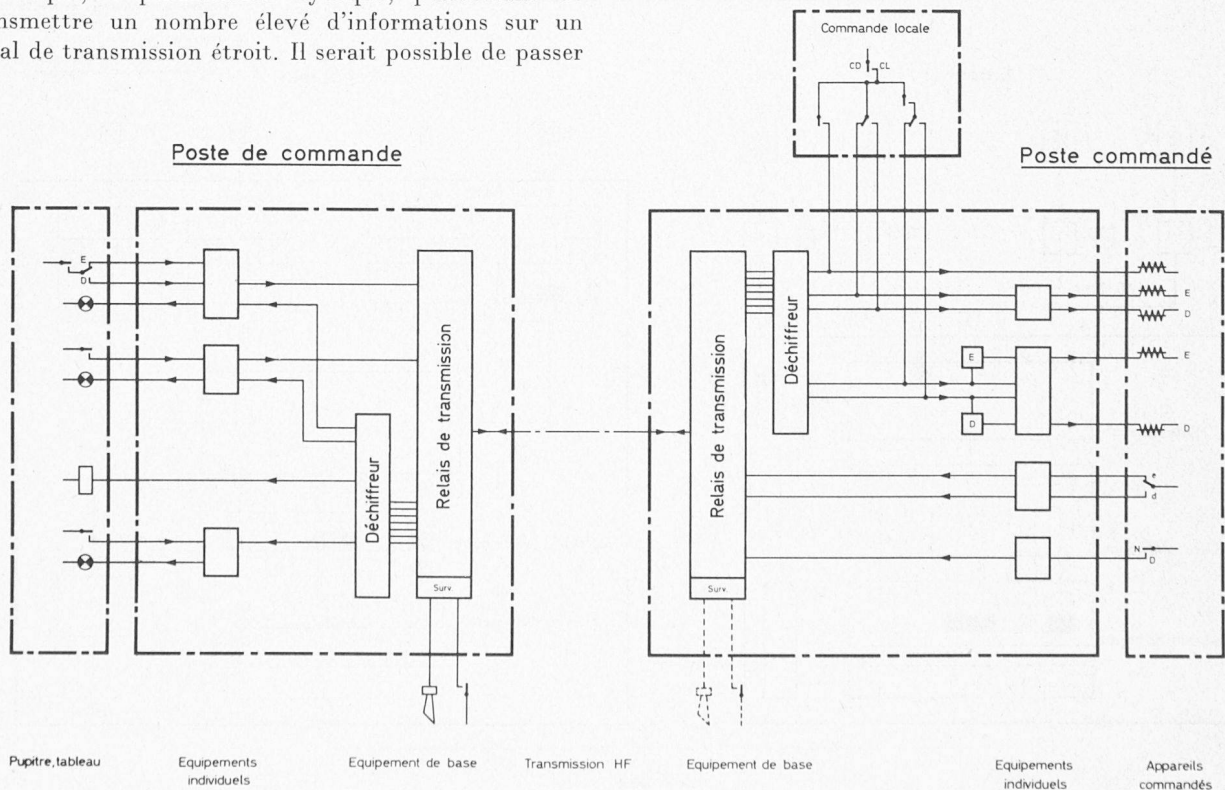 nsmettre un nombre élevé d'informations sur un
al de transmission étroit. Il serait possible de passer
Commande locale
CD CL
Poste de commande
Poste commandé
E
D
Relais de transmission
Déchiffreur
Surv.
Relais de transmission
Déchiffreur
Surv.
E
D
E
D
E
D
e
d
N
D
Pupitre, tableau
Equipements
individuels
Equipement de base
Transmission HF
Equipement de base
Equipements
individuels
Appareils
commandés